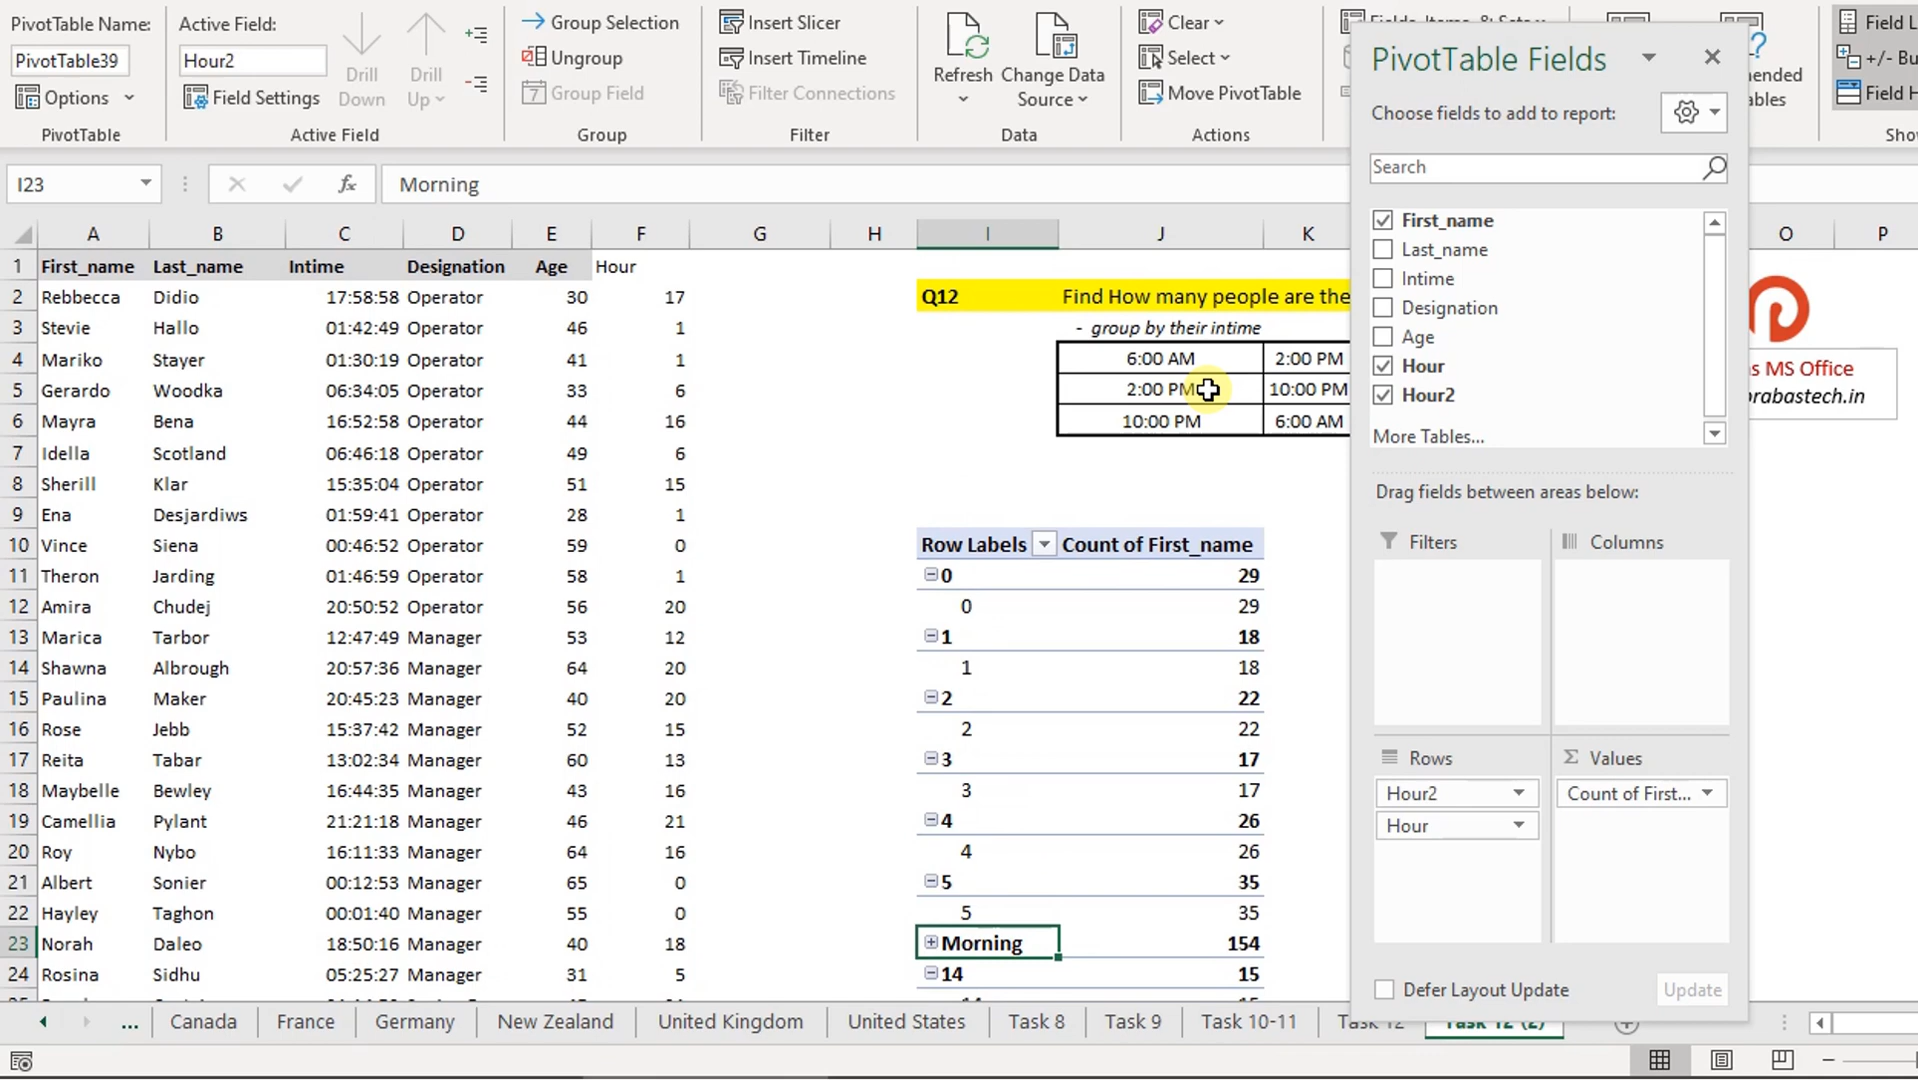 PivotTable Name:
PivotTable39
Options
PivotTable
Active Field:
Hour2
Field Settings
Drill Down
Drill Up
Active Field
Group Selection
Ungroup
Group Field
Group
Insert Slicer
Insert Timeline
Filter Connections
Filter
Refresh
Change Data Source
Data
Clear
Select
Move PivotTable
Actions
Fields, Items, & Sets
Field L
+/- Bu
Field H
I23
Morning
PivotTable Fields
Choose fields to add to report:
Search
First_name
Last_name
Intime
Designation
Age
Hour
Hour2
More Tables...
Drag fields between areas below:
Filters
Columns
Rows
Hour2
Hour
Values
Count of First...
Defer Layout Update
Update
A B C D E F G H I J K O P
1 First_name Last_name Intime Designation Age Hour
2 Rebbecca Didio 17:58:58 Operator 30 17
3 Stevie Hallo 01:42:49 Operator 46 1
4 Mariko Stayer 01:30:19 Operator 41 1
5 Gerardo Woodka 06:34:05 Operator 33 6
6 Mayra Bena 16:52:58 Operator 44 16
7 Idella Scotland 06:46:18 Operator 49 6
8 Sherill Klar 15:35:04 Operator 51 15
9 Ena Desjardiws 01:59:41 Operator 28 1
10 Vince Siena 00:46:52 Operator 59 0
11 Theron Jarding 01:46:59 Operator 58 1
12 Amira Chudej 20:50:52 Operator 56 20
13 Marica Tarbor 12:47:49 Manager 53 12
14 Shawna Albrough 20:57:36 Manager 64 20
15 Paulina Maker 20:45:23 Manager 40 20
16 Rose Jebb 15:37:42 Manager 52 15
17 Reita Tabar 13:02:34 Manager 60 13
18 Maybelle Bewley 16:44:35 Manager 43 16
19 Camellia Pylant 21:21:18 Manager 46 21
20 Roy Nybo 16:11:33 Manager 64 16
21 Albert Sonier 00:12:53 Manager 65 0
22 Hayley Taghon 00:01:40 Manager 55 0
23 Norah Daleo 18:50:16 Manager 40 18
24 Rosina Sidhu 05:25:27 Manager 31 5
Q12 Find How many people are the
- group by their intime
6:00 AM 2:00 PM
2:00 PM 10:00 PM
10:00 PM 6:00 AM
s MS Office
prabastech.in
Row Labels Count of First_name
0 29
0 29
1 18
1 18
2 22
2 22
3 17
3 17
4 26
4 26
5 35
5 35
Morning 154
14 15
... Canada France Germany New Zealand United Kingdom United States Task 8 Task 9 Task 10-11 Task 12 Task 12 (2)